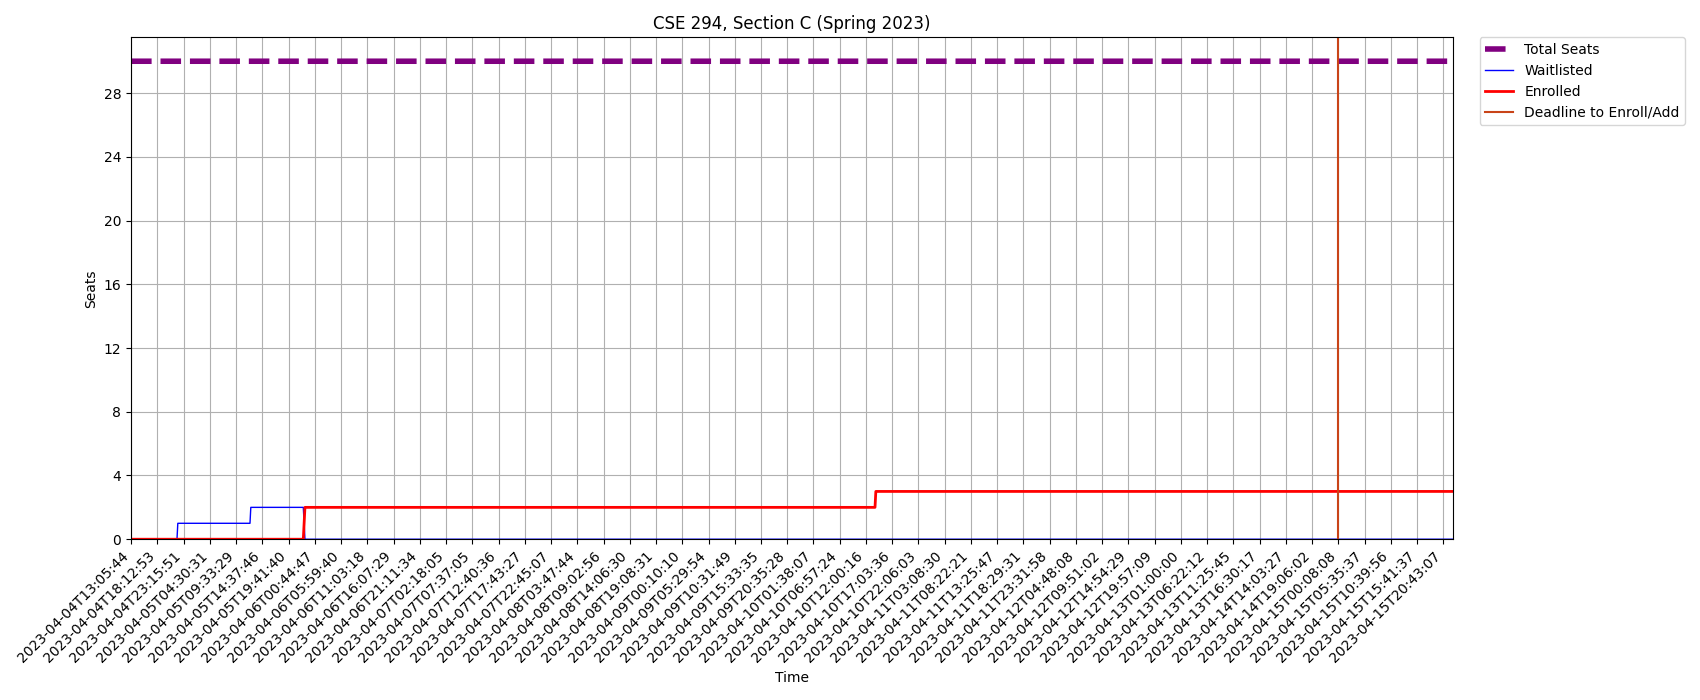 CSE 294, Section C (Spring 2023)
Total Seats
Waitlisted
Enrolled
Deadline to Enroll/Add
28
24
20
16
12
8
4
0
Seats
2023-04-04T13:05:44
2023-04-04T18:12:53
2023-04-04T23:15:51
2023-04-05T04:30:31
2023-04-05T09:33:29
2023-04-05T14:37:46
2023-04-05T19:41:40
2023-04-06T00:44:47
2023-04-06T05:59:40
2023-04-06T11:03:18
2023-04-06T16:07:29
2023-04-06T21:11:34
2023-04-07T02:18:05
2023-04-07T07:37:05
2023-04-07T12:40:36
2023-04-07T17:43:27
2023-04-07T22:45:07
2023-04-08T03:47:44
2023-04-08T09:02:56
2023-04-08T14:06:30
2023-04-08T19:08:31
2023-04-09T00:10:10
2023-04-09T05:29:54
2023-04-09T10:31:49
2023-04-09T15:33:35
2023-04-09T20:35:28
2023-04-10T01:38:07
2023-04-10T06:57:24
2023-04-10T12:00:16
2023-04-10T17:03:36
2023-04-10T22:06:03
2023-04-11T03:08:30
2023-04-11T08:22:21
2023-04-11T13:25:47
2023-04-11T18:29:31
2023-04-11T23:31:58
2023-04-12T04:48:08
2023-04-12T09:51:02
2023-04-12T14:54:29
2023-04-12T19:57:09
2023-04-13T01:00:00
2023-04-13T06:22:12
2023-04-13T11:25:45
2023-04-13T16:30:17
2023-04-14T14:03:27
2023-04-14T19:06:02
2023-04-15T00:08:08
2023-04-15T05:35:37
2023-04-15T10:39:56
2023-04-15T15:41:37
2023-04-15T20:43:07
Time